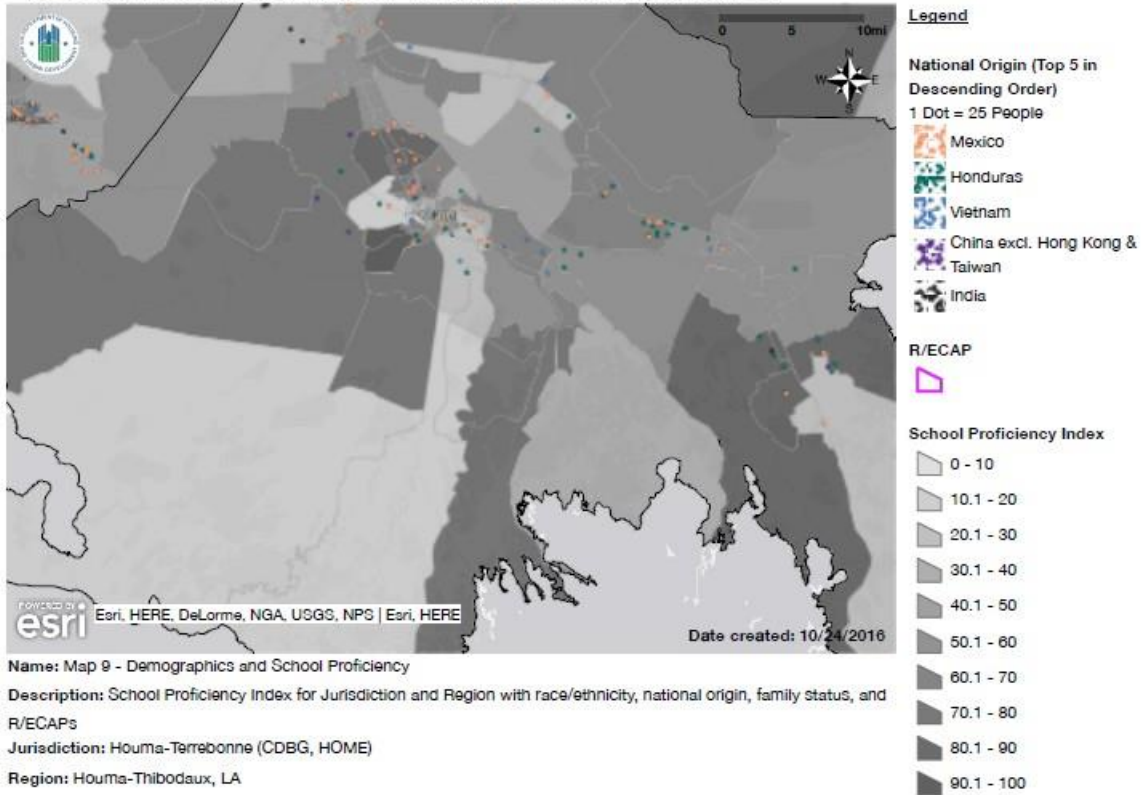 0 5 10mi
N
W E
S
Legend
National Origin (Top 5 in
Descending Order)
1 Dot = 25 People
Mexico
Honduras
Vietnam
China excl. Hong Kong &
Taiwan
India
R/ECAP
School Proficiency Index
0 - 10
10.1 - 20
20.1 - 30
30.1 - 40
40.1 - 50
50.1 - 60
60.1 - 70
70.1 - 80
80.1 - 90
90.1 - 100
POWERED BY
esri
Esri, HERE, DeLorme, NGA, USGS, NPS | Esri, HERE
Date created: 10/24/2016
Name: Map 9 - Demographics and School Proficiency
Description: School Proficiency Index for Jurisdiction and Region with race/ethnicity, national origin, family status, and
R/ECAPs
Jurisdiction: Houma-Terrebonne (CDBG, HOME)
Region: Houma-Thibodaux, LA